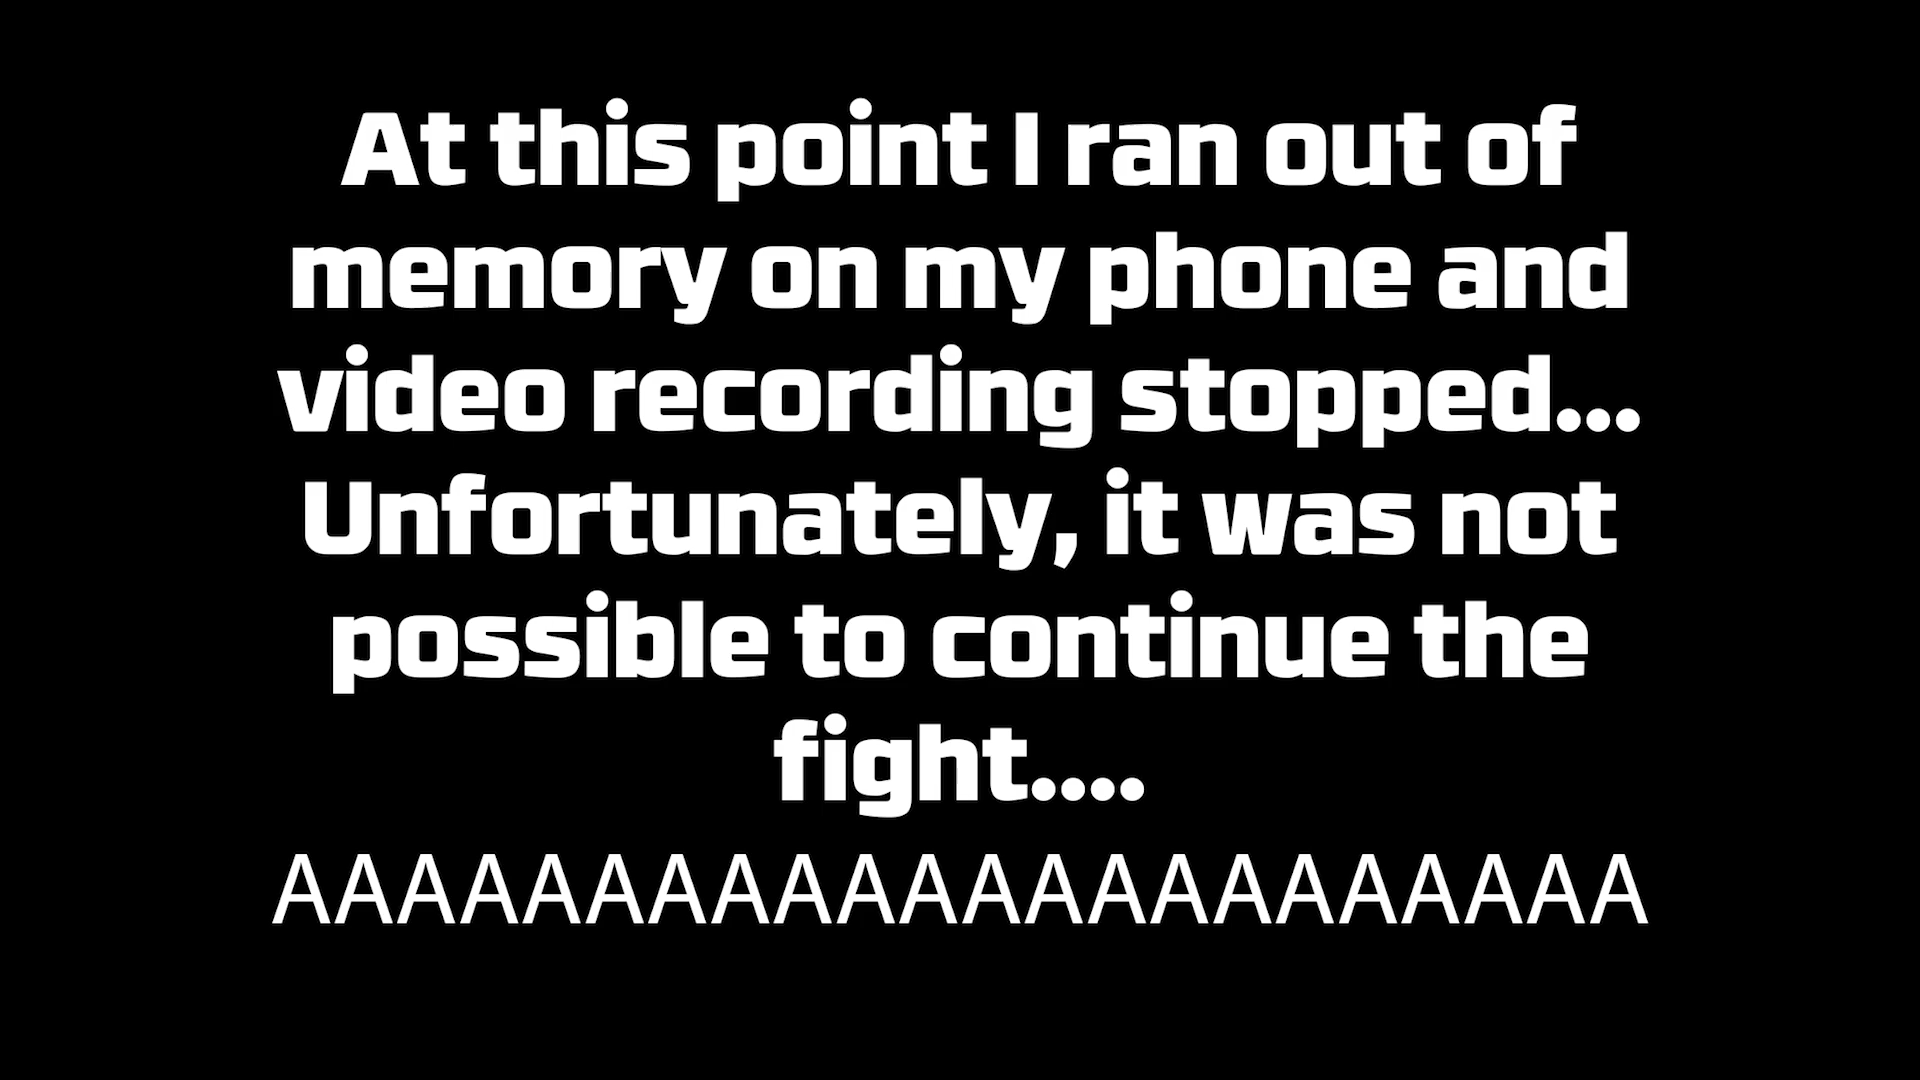 At this point I ran out of
memory on my phone and
video recording stopped...
Unfortunately, it was not
possible to continue the
fight....
AAAAAAAAAAAAAAAAAAAAAA